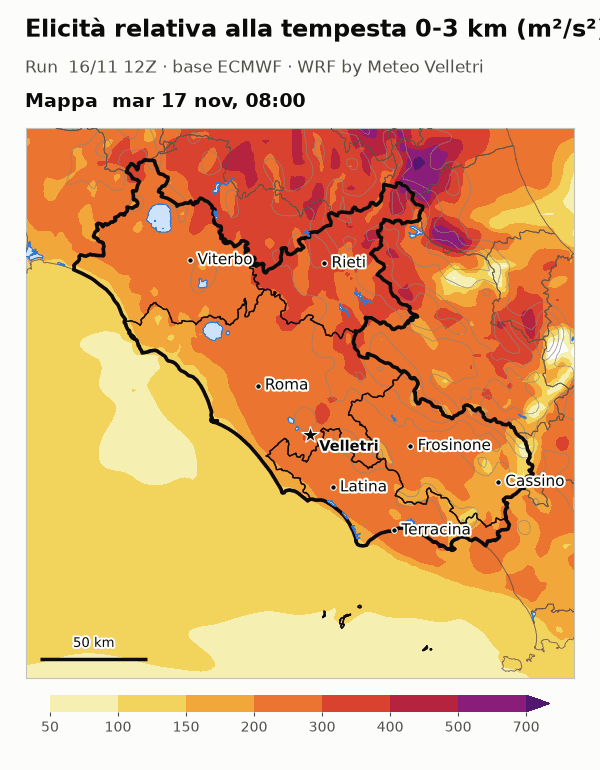 Elicità relativa alla tempesta 0-3 km (m²/s²)
Run  16/11 12Z · base ECMWF · WRF by Meteo Velletri
Mappa  mar 17 nov, 08:00
Viterbo
Rieti
Roma
Velletri
Frosinone
Latina
Cassino
Terracina
50 km
50 100 150 200 300 400 500 700